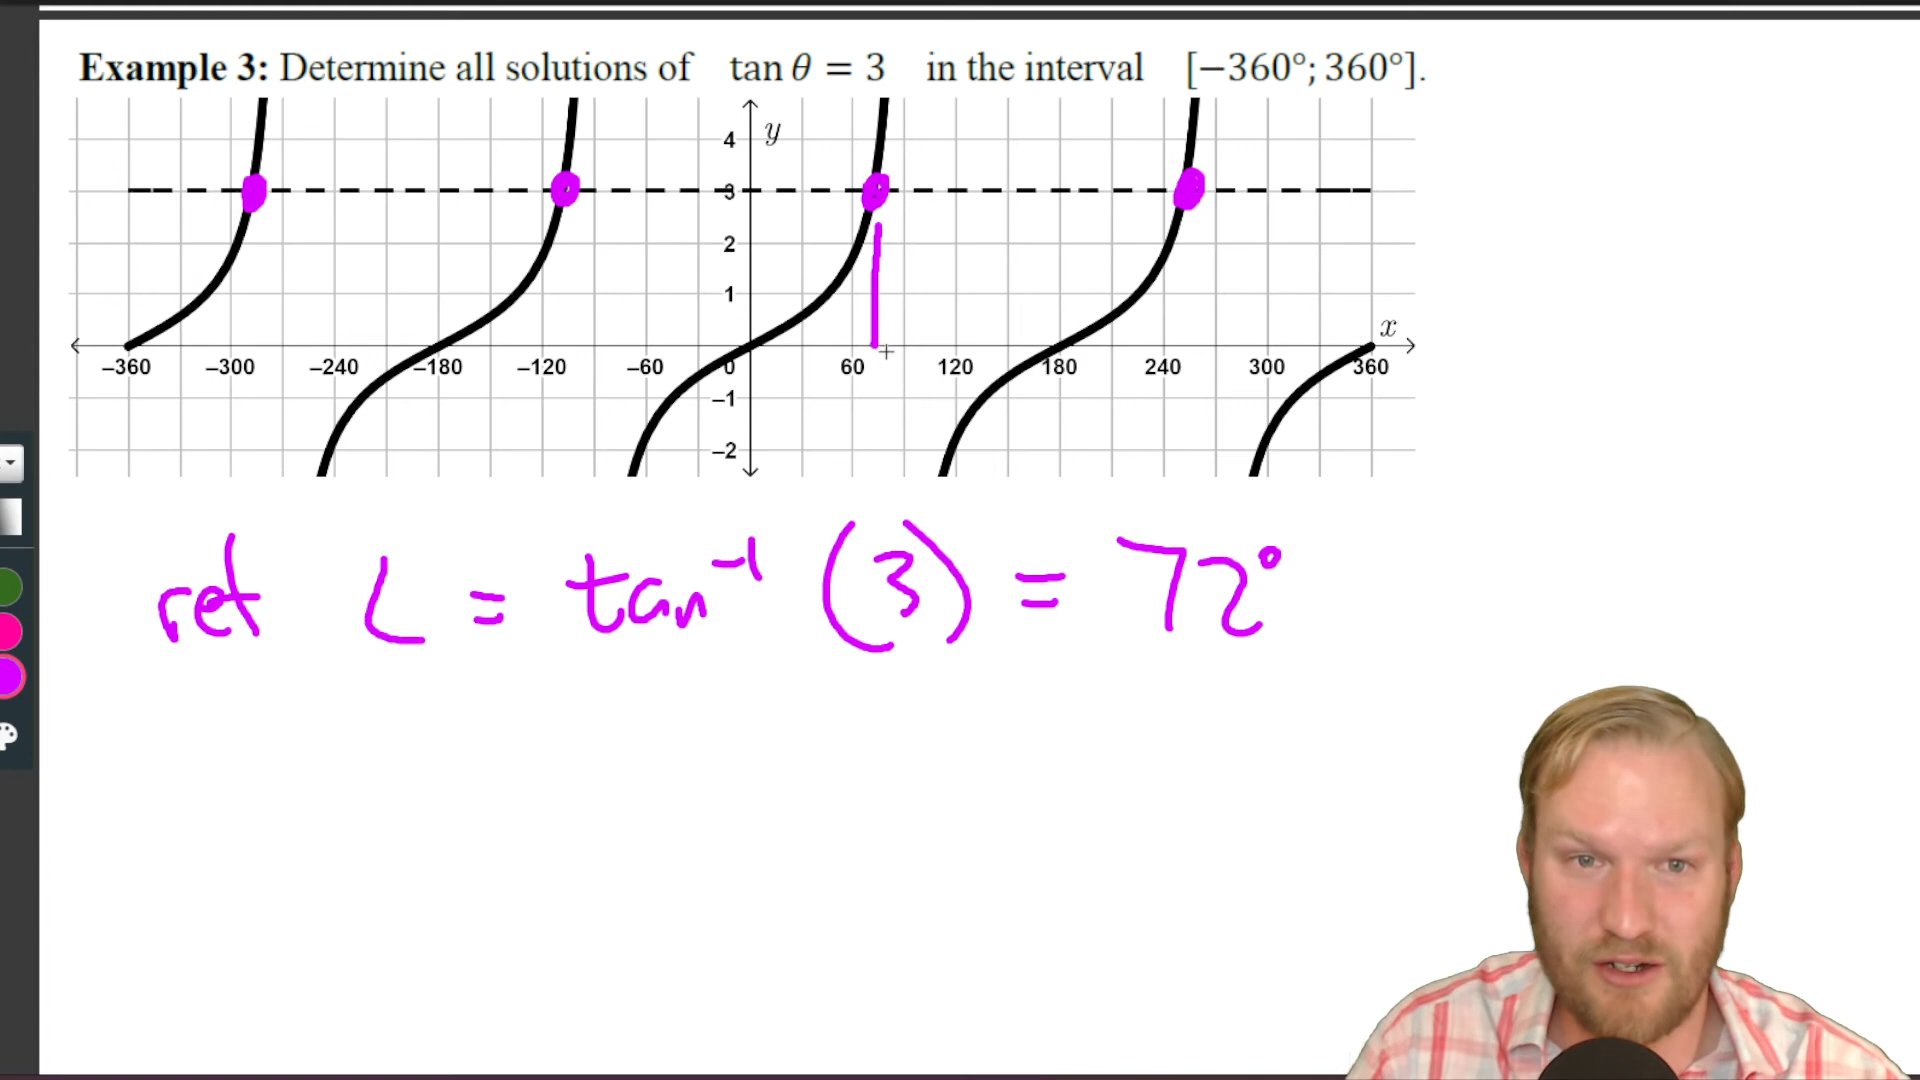 Example 3: Determine all solutions of tan θ = 3 in the interval [−360°; 360°].
y
4
3
2
1
x
−360 −300 −240 −180 −120 −60 0 60 120 180 240 300 360
−1
−2
ref ∠ = tan⁻¹ (3) = 72°